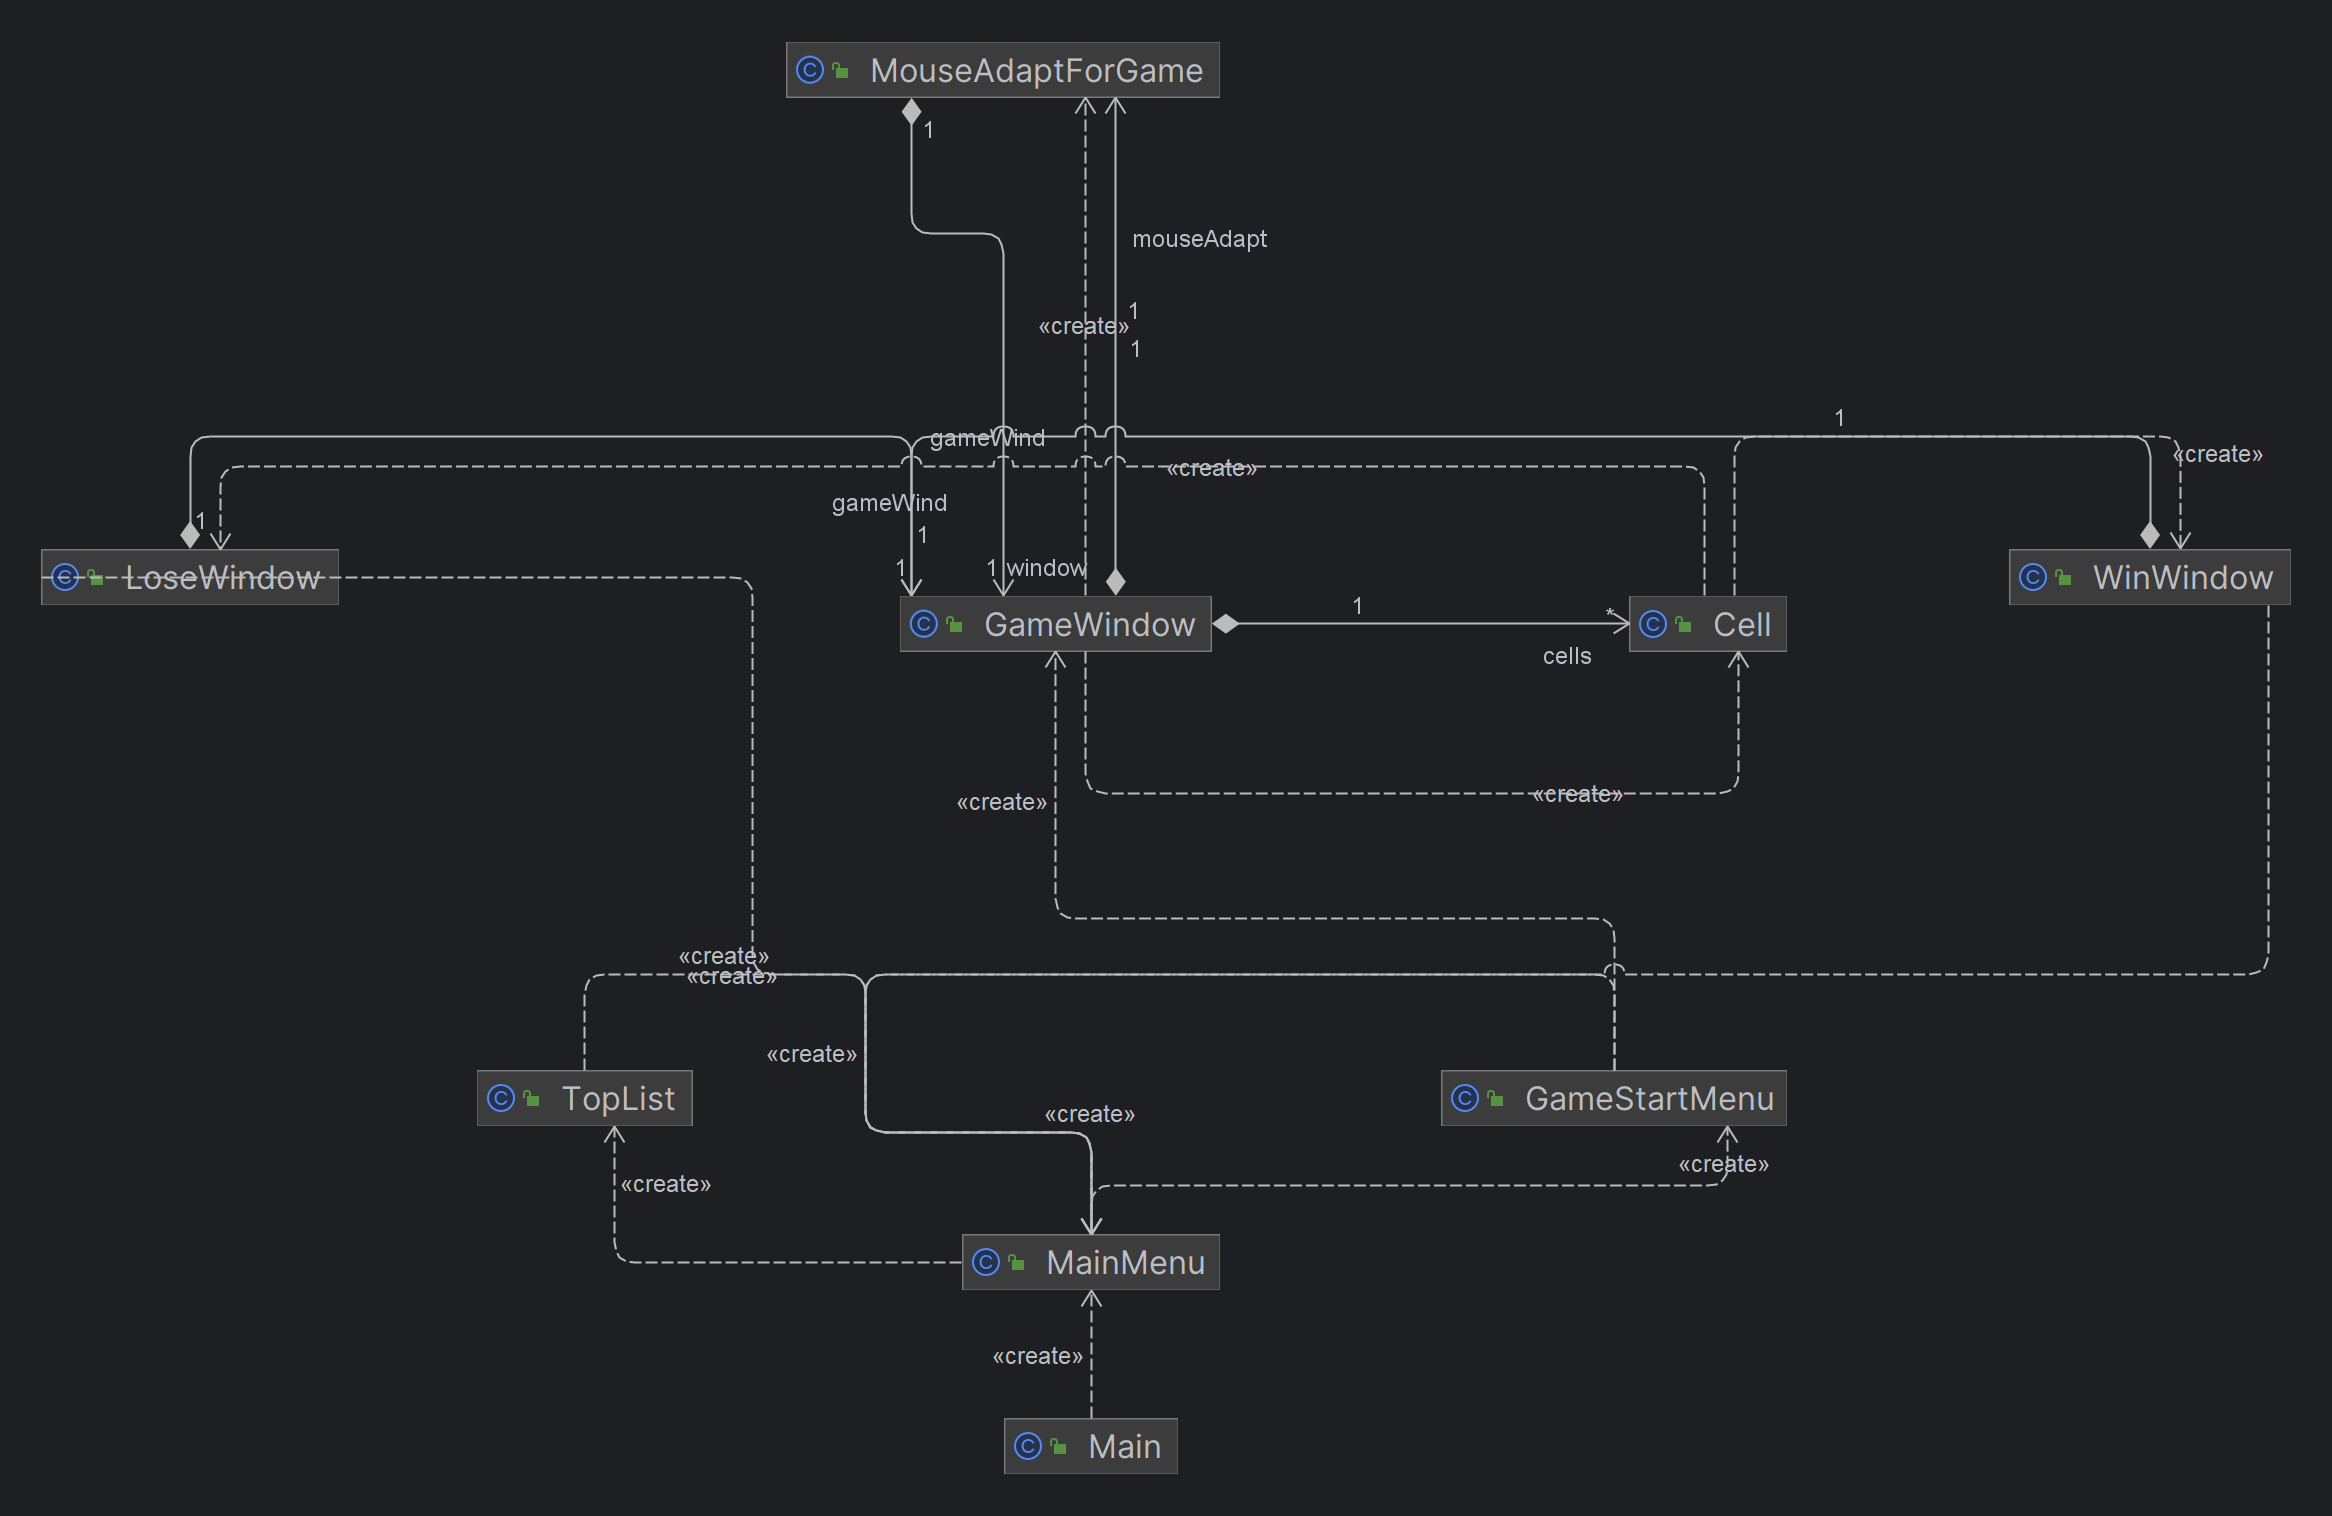 MouseAdaptForGame
1
mouseAdapt
1
«create»
1
1
gameWind
«create»
«create»
gameWind
1
1
1
1
window
LoseWindow
WinWindow
GameWindow
1
*
Cell
cells
«create»
«create»
«create»
«create»
«create»
«create»
TopList
GameStartMenu
«create»
«create»
MainMenu
«create»
Main